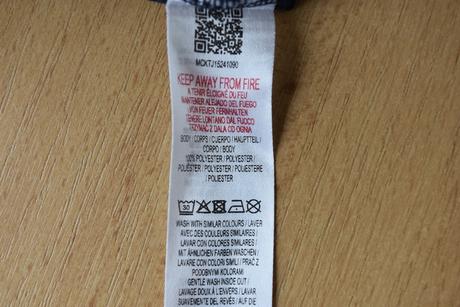 MCKTJ15241090
KEEP AWAY FROM FIRE
A TENIR ÉLOIGNÉ DU FEU
MANTENER ALEJADO DEL FUEGO
VON FEUER FERNHALTEN
TENERE LONTANO DAL FUOCO
TRZYMAĆ Z DALA OD OGNIA
BODY / CORPS / CUERPO / HAUPTTEIL /
CORPO / BODY
100% POLYESTER / POLYESTER /
POLIESTER / POLYESTER / POLIESTERE
/ POLIESTER
30
WASH WITH SIMILAR COLOURS / LAVER
AVEC DES COULEURS SIMILAIRES /
LAVAR CON COLORES SIMILARES /
MIT ÄHNLICHEN FARBEN WASCHEN /
LAVARE CON COLORI SIMILI / PRAĆ Z
PODOBNYMI KOLORAMI
GENTLE WASH INSIDE OUT /
LAVAGE DOUX À L'ENVERS / LAVAR
SUAVEMENTE DEL REVÉS / AUF DIE